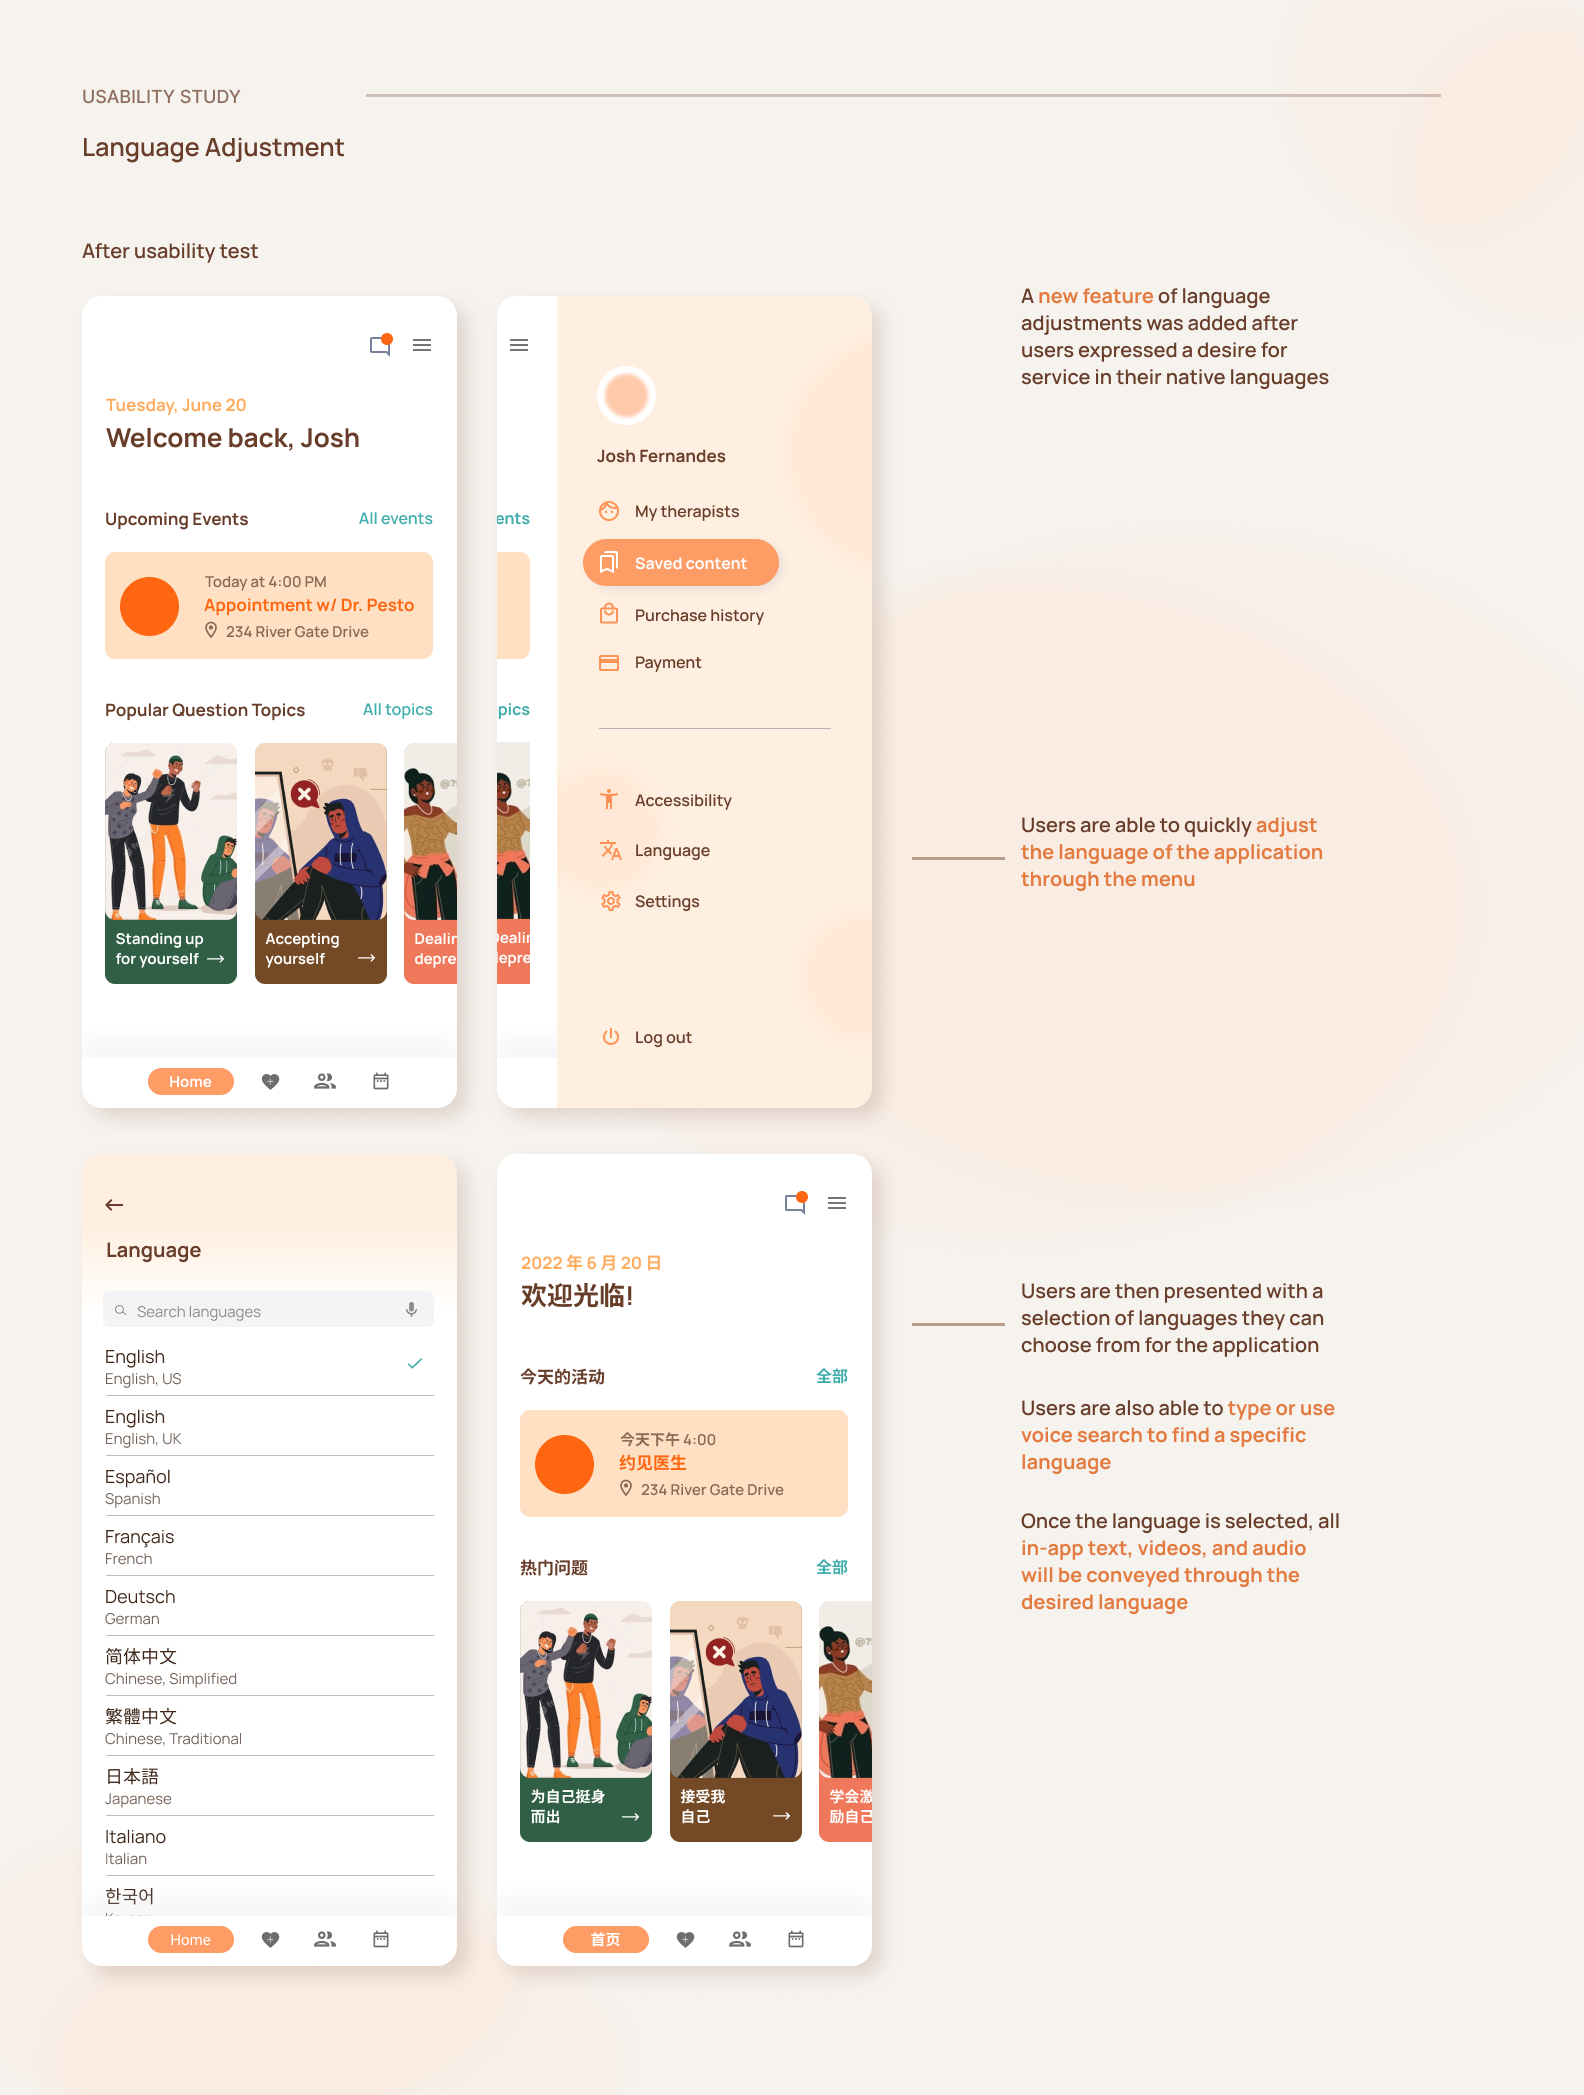 USABILITY STUDY
Language Adjustment
After usability test
Tuesday, June 20
Welcome back, Josh
Upcoming Events
All events
Today at 4:00 PM
Appointment w/ Dr. Pesto
234 River Gate Drive
Popular Question Topics
All topics
@?
Standing up
for yourself
Accepting
yourself
Dealin
depre
Home
ents
pics
@?
Dealin
depre
Josh Fernandes
My therapists
Saved content
Purchase history
Payment
Accessibility
Language
Settings
Log out
A new feature of language
adjustments was added after
users expressed a desire for
service in their native languages
Users are able to quickly adjust
the language of the application
through the menu
Language
Search languages
English
English, US
English
English, UK
Español
Spanish
Français
French
Deutsch
German
简体中文
Chinese, Simplified
繁體中文
Chinese, Traditional
日本語
Japanese
Italiano
Italian
한국어
Home
2022 年 6 月 20 日
欢迎光临!
今天的活动
全部
今天下午 4:00
约见医生
234 River Gate Drive
热门问题
全部
@?
为自己挺身
而出
接受我
自己
学会激
励自己
首页
Users are then presented with a
selection of languages they can
choose from for the application
Users are also able to type or use
voice search to find a specific
language
Once the language is selected, all
in-app text, videos, and audio
will be conveyed through the
desired language